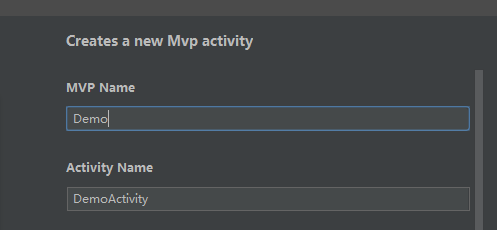 Creates a new Mvp activity
MVP Name
Demo
Activity Name
DemoActivity